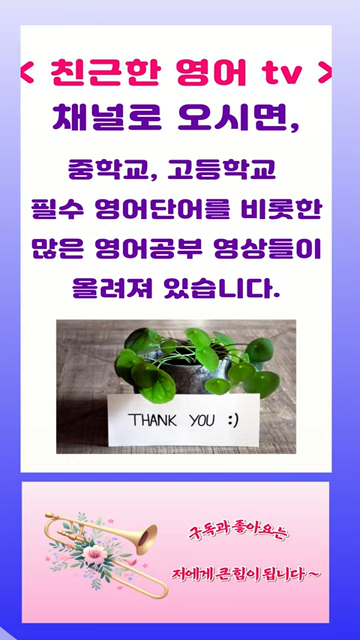 < 친근한 영어 tv >
채널로 오시면,
중학교, 고등학교
필수 영어단어를 비롯한
많은 영어공부 영상들이
올려져 있습니다.
THANK YOU :)
구독과 좋아요는
저에게 큰 힘이 됩니다~